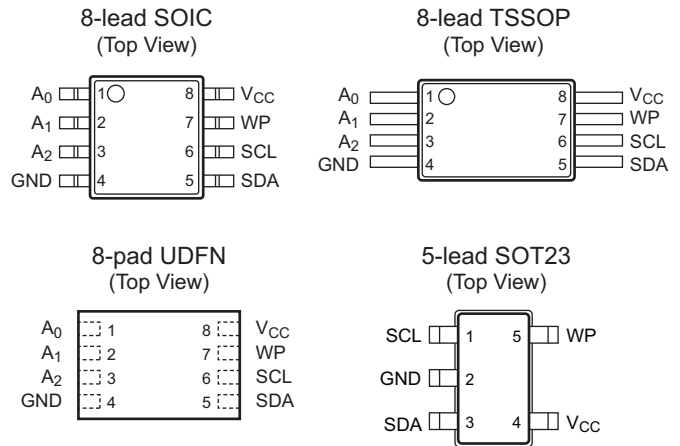 8-lead SOIC
(Top View)
A0 1 8 VCC
A1 2 7 WP
A2 3 6 SCL
GND 4 5 SDA
8-lead TSSOP
(Top View)
A0 1 8 VCC
A1 2 7 WP
A2 3 6 SCL
GND 4 5 SDA
8-pad UDFN
(Top View)
A0 1 8 VCC
A1 2 7 WP
A2 3 6 SCL
GND 4 5 SDA
5-lead SOT23
(Top View)
SCL 1 5 WP
GND 2
SDA 3 4 VCC